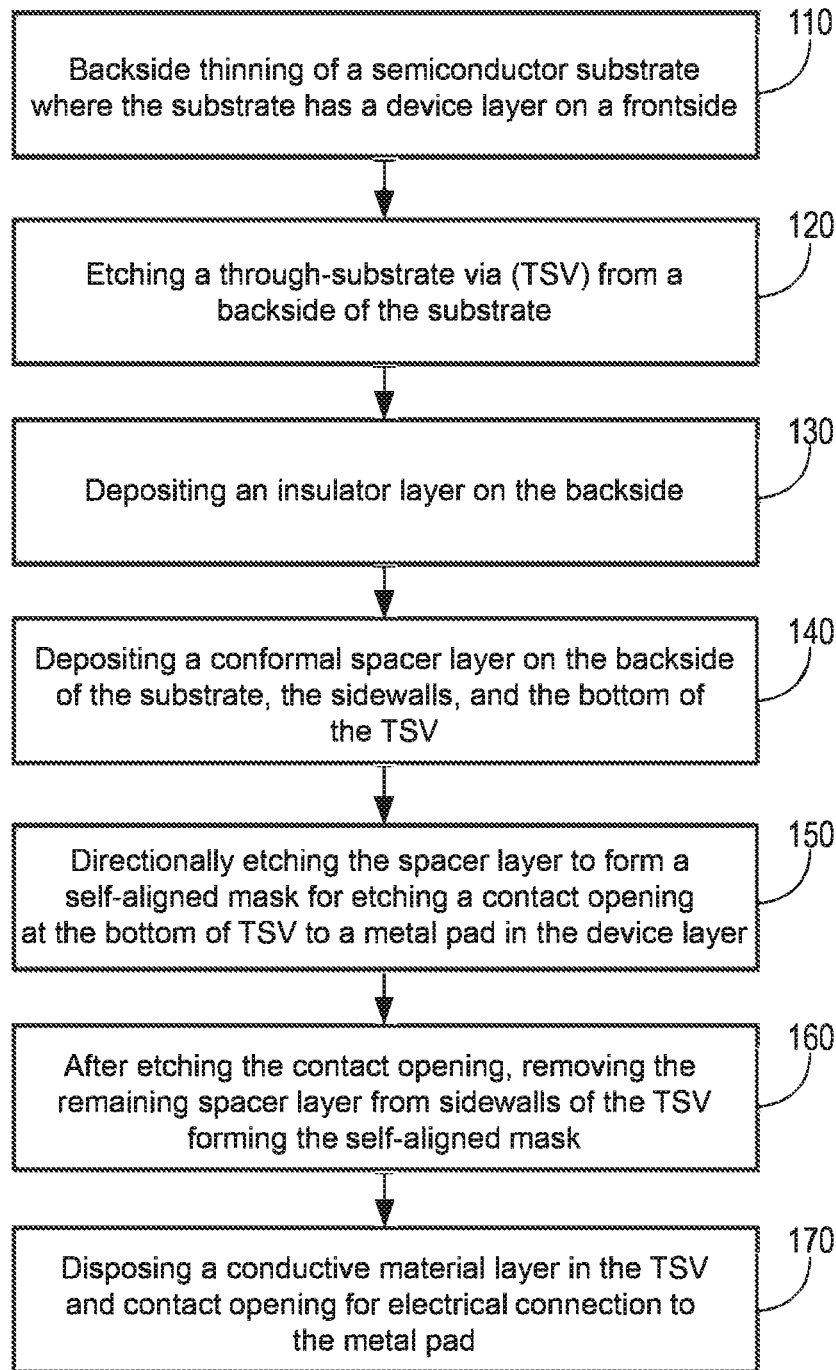 110
Backside thinning of a semiconductor substrate
where the substrate has a device layer on a frontside
120
Etching a through-substrate via (TSV) from a
backside of the substrate
130
Depositing an insulator layer on the backside
140
Depositing a conformal spacer layer on the backside
of the substrate, the sidewalls, and the bottom of
the TSV
150
Directionally etching the spacer layer to form a
self-aligned mask for etching a contact opening
at the bottom of TSV to a metal pad in the device layer
160
After etching the contact opening, removing the
remaining spacer layer from sidewalls of the TSV
forming the self-aligned mask
170
Disposing a conductive material layer in the TSV
and contact opening for electrical connection to
the metal pad